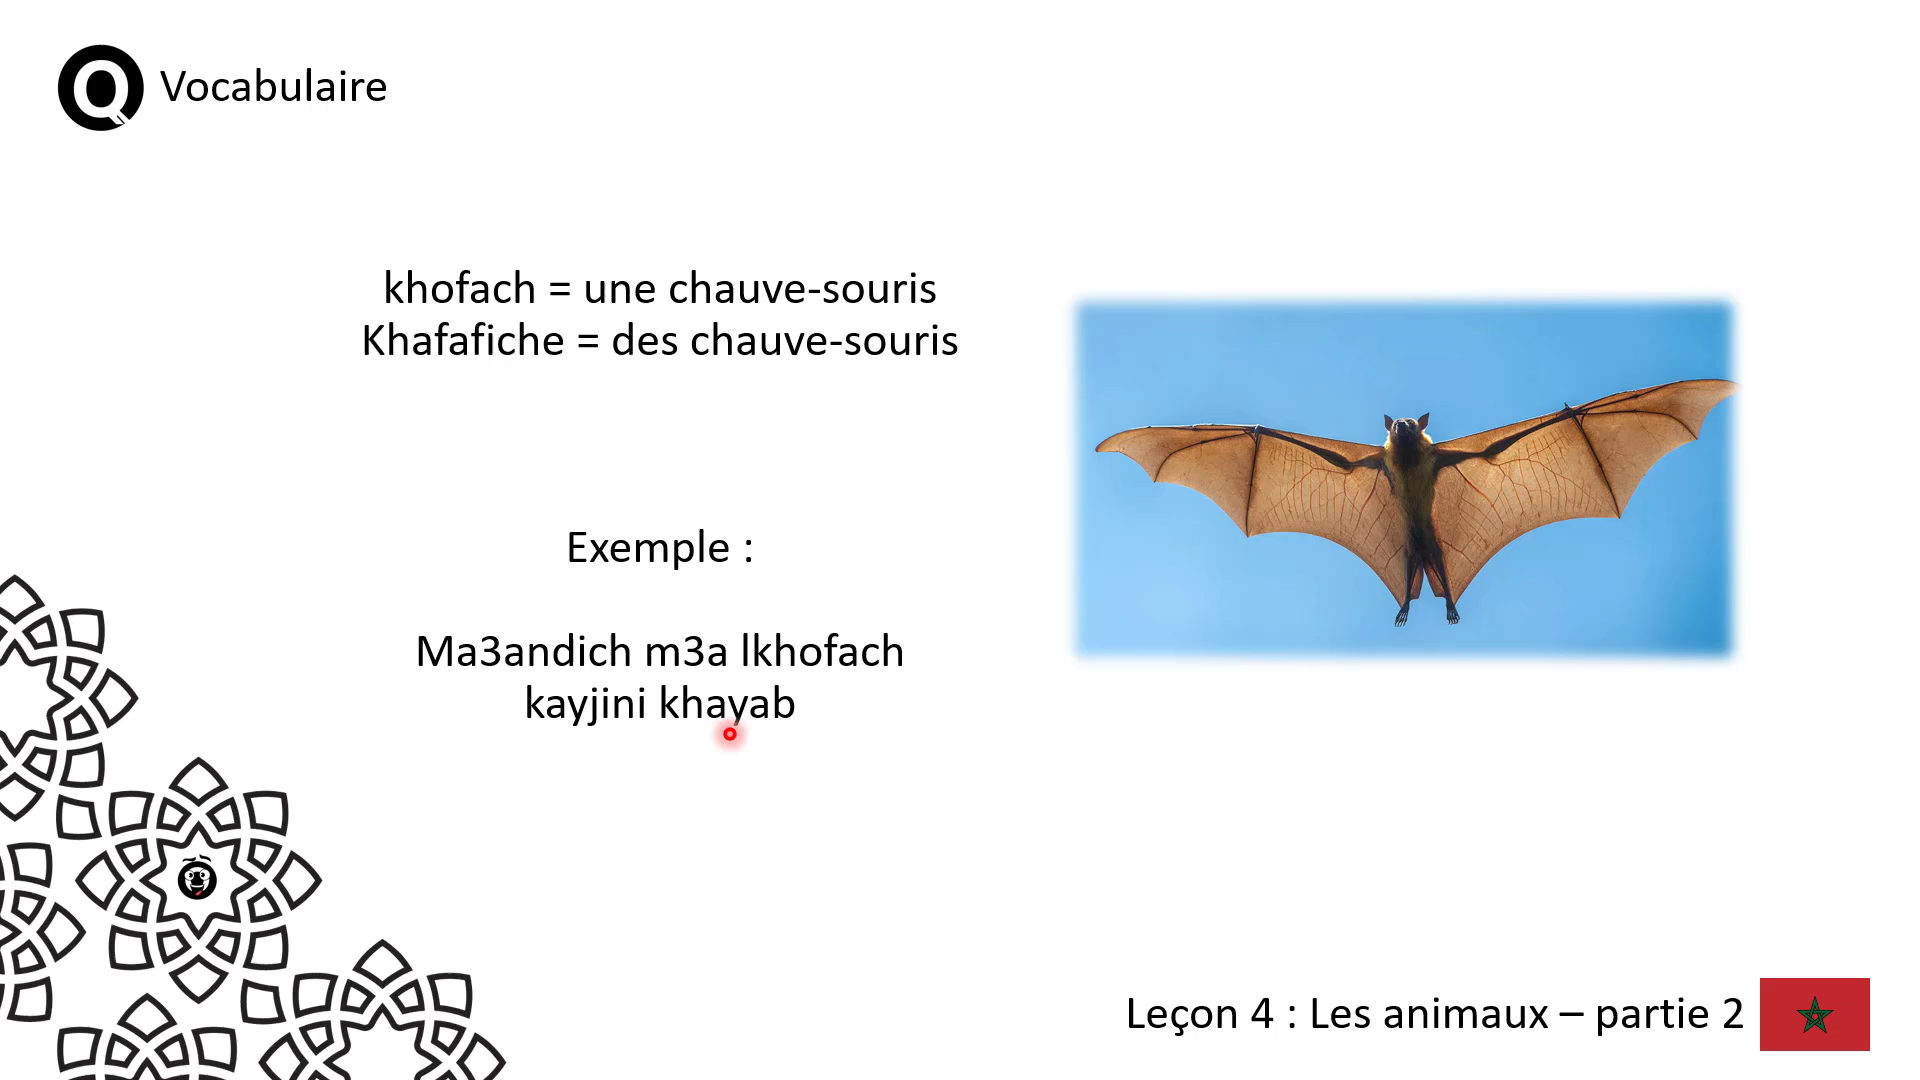 Q Vocabulaire
khofach = une chauve-souris
Khafafiche = des chauve-souris
Exemple :
Ma3andich m3a lkhofach
kayjini khayab
Leçon 4 : Les animaux – partie 2